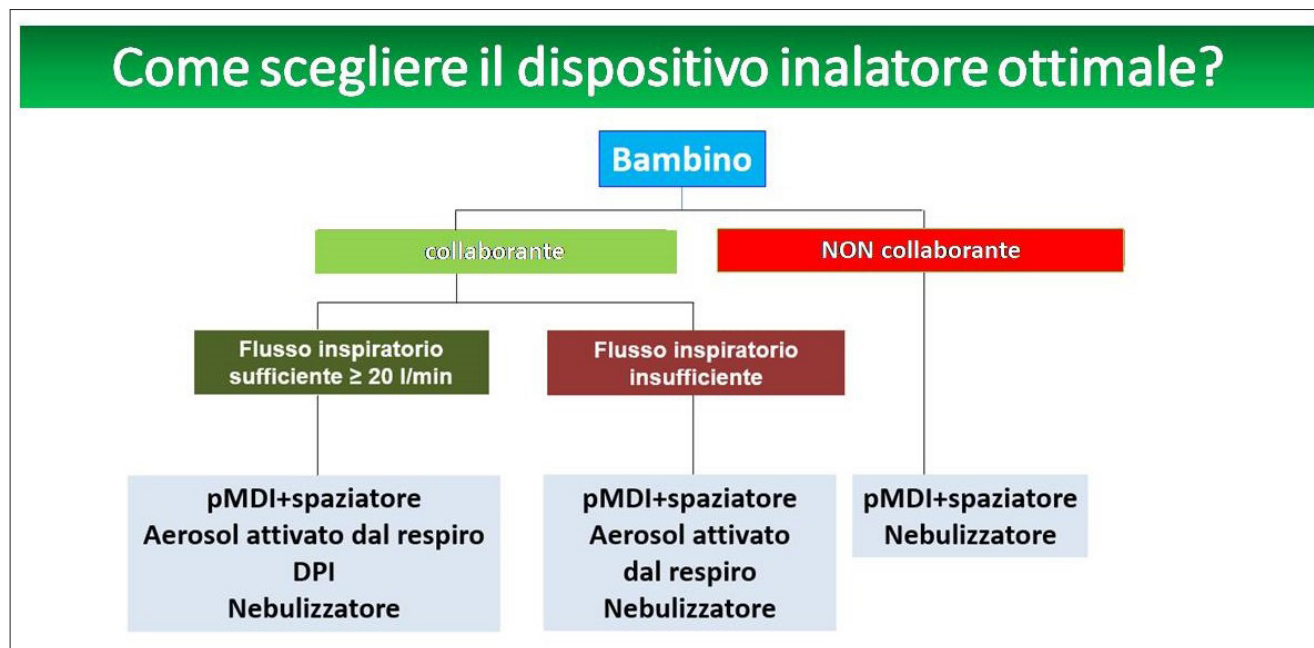 Come scegliere il dispositivo inalatore ottimale?
Bambino
collaborante
NON collaborante
Flusso inspiratorio
sufficiente ≥ 20 l/min
Flusso inspiratorio
insufficiente
pMDI+spaziatore
Aerosol attivato dal respiro
DPI
Nebulizzatore
pMDI+spaziatore
Aerosol attivato
dal respiro
Nebulizzatore
pMDI+spaziatore
Nebulizzatore